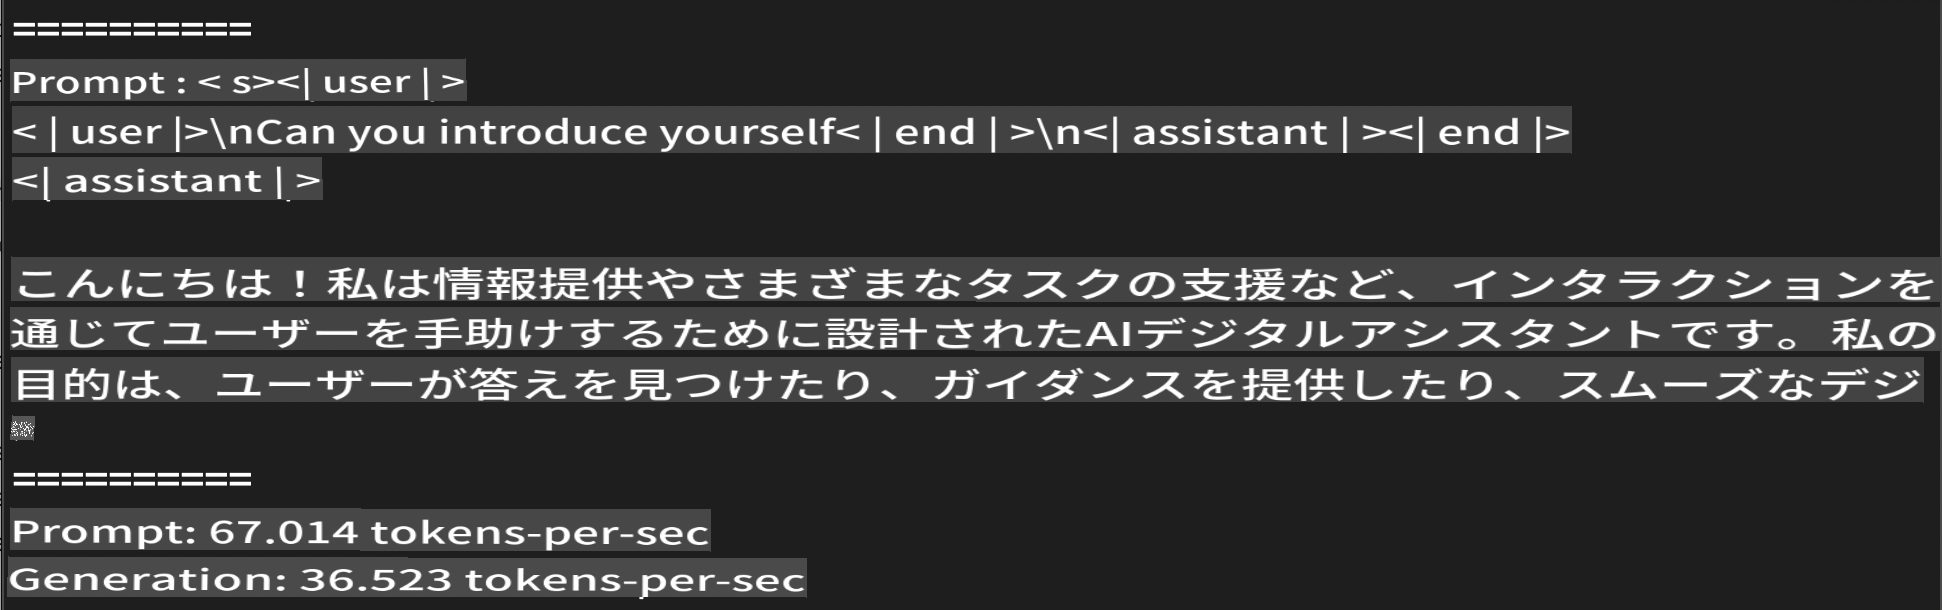 ==========
Prompt : < s><| user | >
< | user |>\nCan you introduce yourself< | end | >\n<| assistant | ><| end |>
<| assistant | >
こんにちは！私は情報提供やさまざまなタスクの支援など、インタラクションを
通じてユーザーを手助けするために設計されたAIデジタルアシスタントです。私の
目的は、ユーザーが答えを見つけたり、ガイダンスを提供したり、スムーズなデジ
==========
Prompt: 67.014 tokens-per-sec
Generation: 36.523 tokens-per-sec